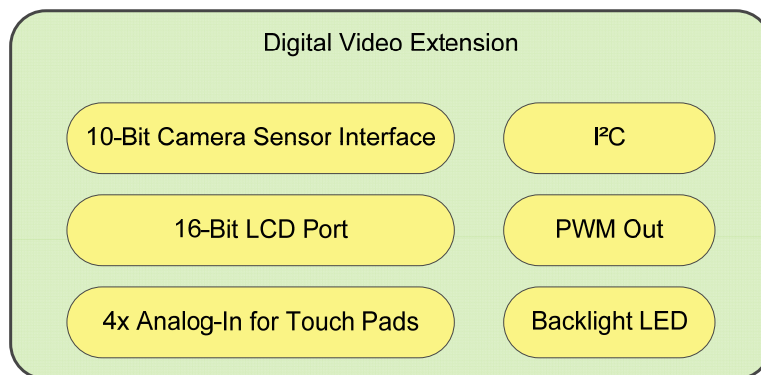 Digital Video Extension
10-Bit Camera Sensor Interface
I²C
16-Bit LCD Port
PWM Out
4x Analog-In for Touch Pads
Backlight LED